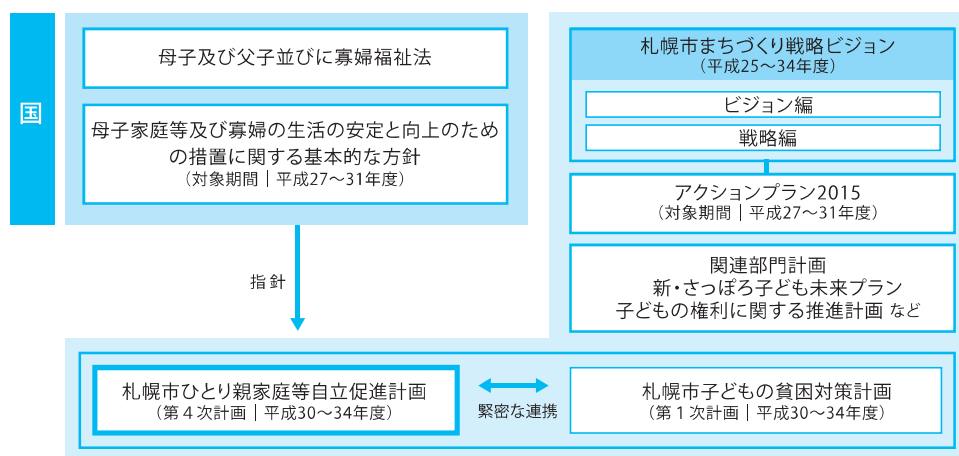 国
母子及び父子並びに寡婦福祉法
母子家庭等及び寡婦の生活の安定と向上のため
の措置に関する基本的な方針
(対象期間｜平成27～31年度)
指針
札幌市まちづくり戦略ビジョン
(平成25～34年度)
ビジョン編
戦略編
アクションプラン2015
(対象期間｜平成27～31年度)
関連部門計画
新・さっぽろ子ども未来プラン
子どもの権利に関する推進計画 など
札幌市ひとり親家庭等自立促進計画
(第４次計画｜平成30～34年度)
緊密な連携
札幌市子どもの貧困対策計画
(第１次計画｜平成30～34年度)